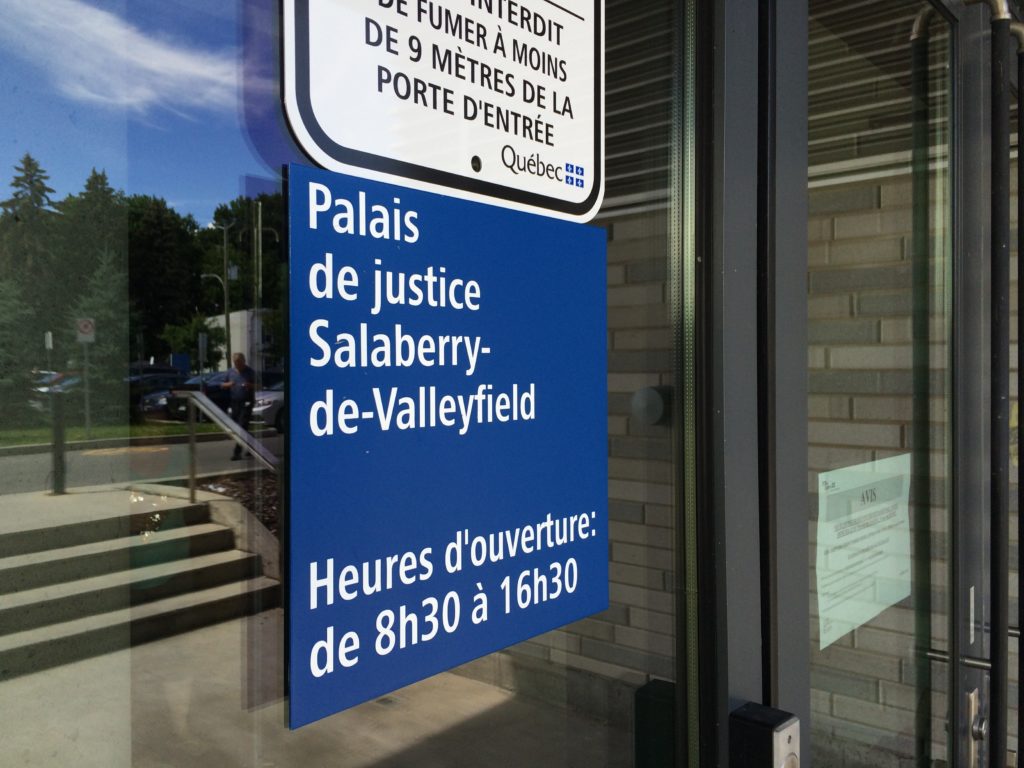 INTERDIT
DE FUMER À MOINS
DE 9 MÈTRES DE LA
PORTE D'ENTRÉE
Québec
Palais
de justice
Salaberry-
de-Valleyfield
Heures d'ouverture:
de 8h30 à 16h30
AVIS